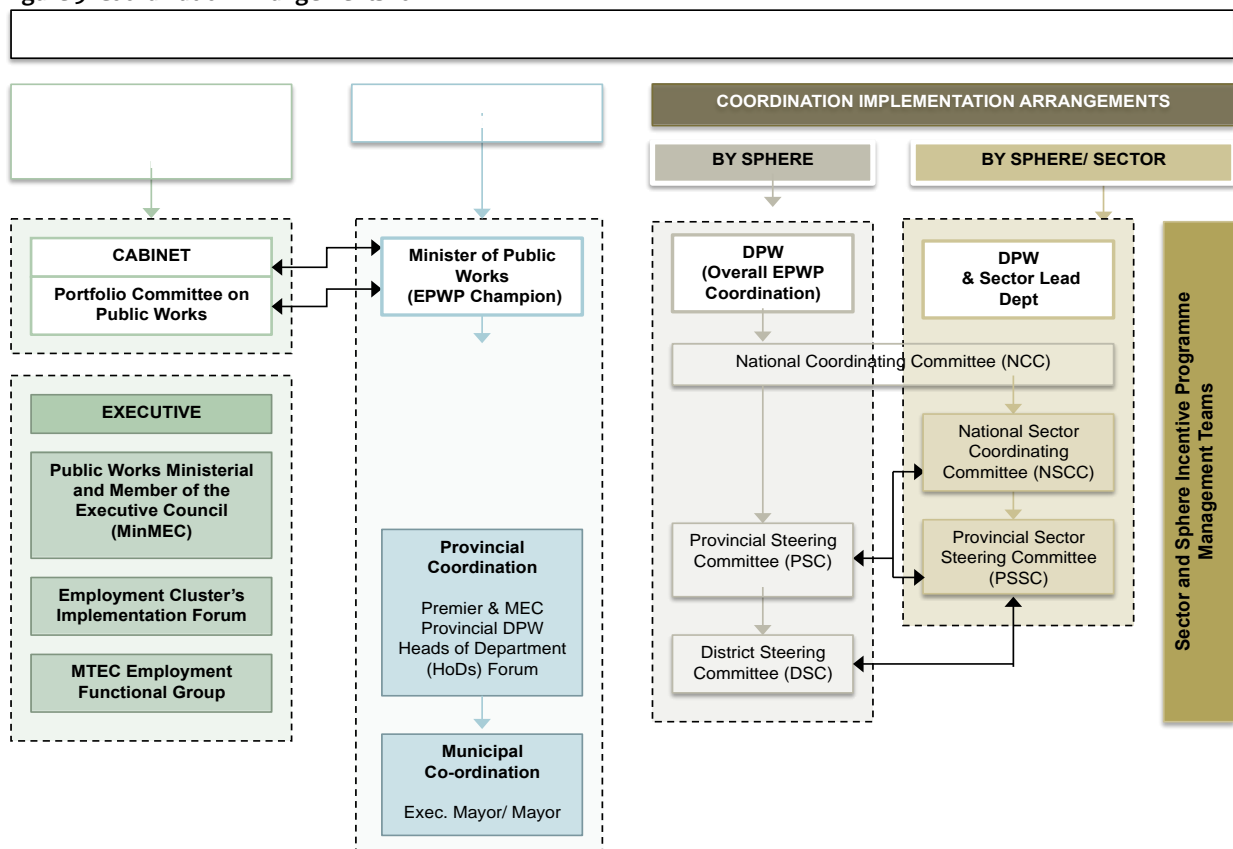 COORDINATION IMPLEMENTATION ARRANGEMENTS
BY SPHERE
BY SPHERE/ SECTOR
CABINET
Portfolio Committee on
Public Works
Minister of Public
Works
(EPWP Champion)
DPW
(Overall EPWP
Coordination)
DPW
& Sector Lead
Dept
National Coordinating Committee (NCC)
EXECUTIVE
Public Works Ministerial
and Member of the
Executive Council
(MinMEC)
Employment Cluster’s
Implementation Forum
MTEC Employment
Functional Group
Provincial
Coordination
Premier & MEC
Provincial DPW
Heads of Department
(HoDs) Forum
Municipal
Co-ordination
Exec. Mayor/ Mayor
National Sector
Coordinating
Committee (NSCC)
Provincial Steering
Committee (PSC)
Provincial Sector
Steering Committee
(PSSC)
District Steering
Committee (DSC)
Sector and Sphere Incentive Programme
Management Teams